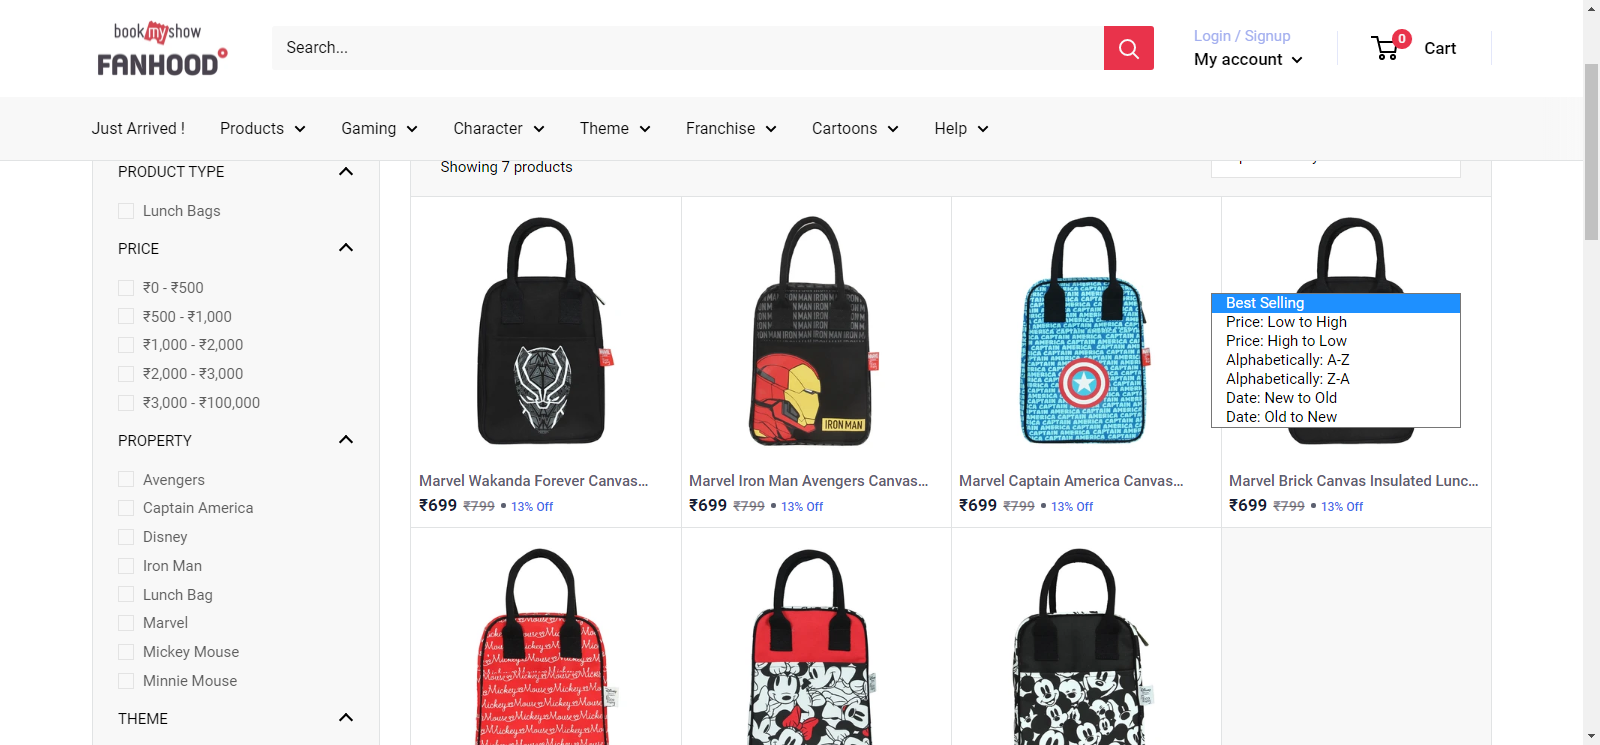 book my show
FANHOOD
Search...
Login / Signup
My account
0
Cart
Just Arrived !
Products
Gaming
Character
Theme
Franchise
Cartoons
Help
PRODUCT TYPE
Lunch Bags
PRICE
₹0 - ₹500
₹500 - ₹1,000
₹1,000 - ₹2,000
₹2,000 - ₹3,000
₹3,000 - ₹100,000
PROPERTY
Avengers
Captain America
Disney
Iron Man
Lunch Bag
Marvel
Mickey Mouse
Minnie Mouse
THEME
Showing 7 products
Best Selling
Price: Low to High
Price: High to Low
Alphabetically: A-Z
Alphabetically: Z-A
Date: New to Old
Date: Old to New
IRON MAN
Marvel Wakanda Forever Canvas...
₹699 ₹799 • 13% Off
Marvel Iron Man Avengers Canvas...
₹699 ₹799 • 13% Off
Marvel Captain America Canvas...
₹699 ₹799 • 13% Off
Marvel Brick Canvas Insulated Lunc...
₹699 ₹799 • 13% Off